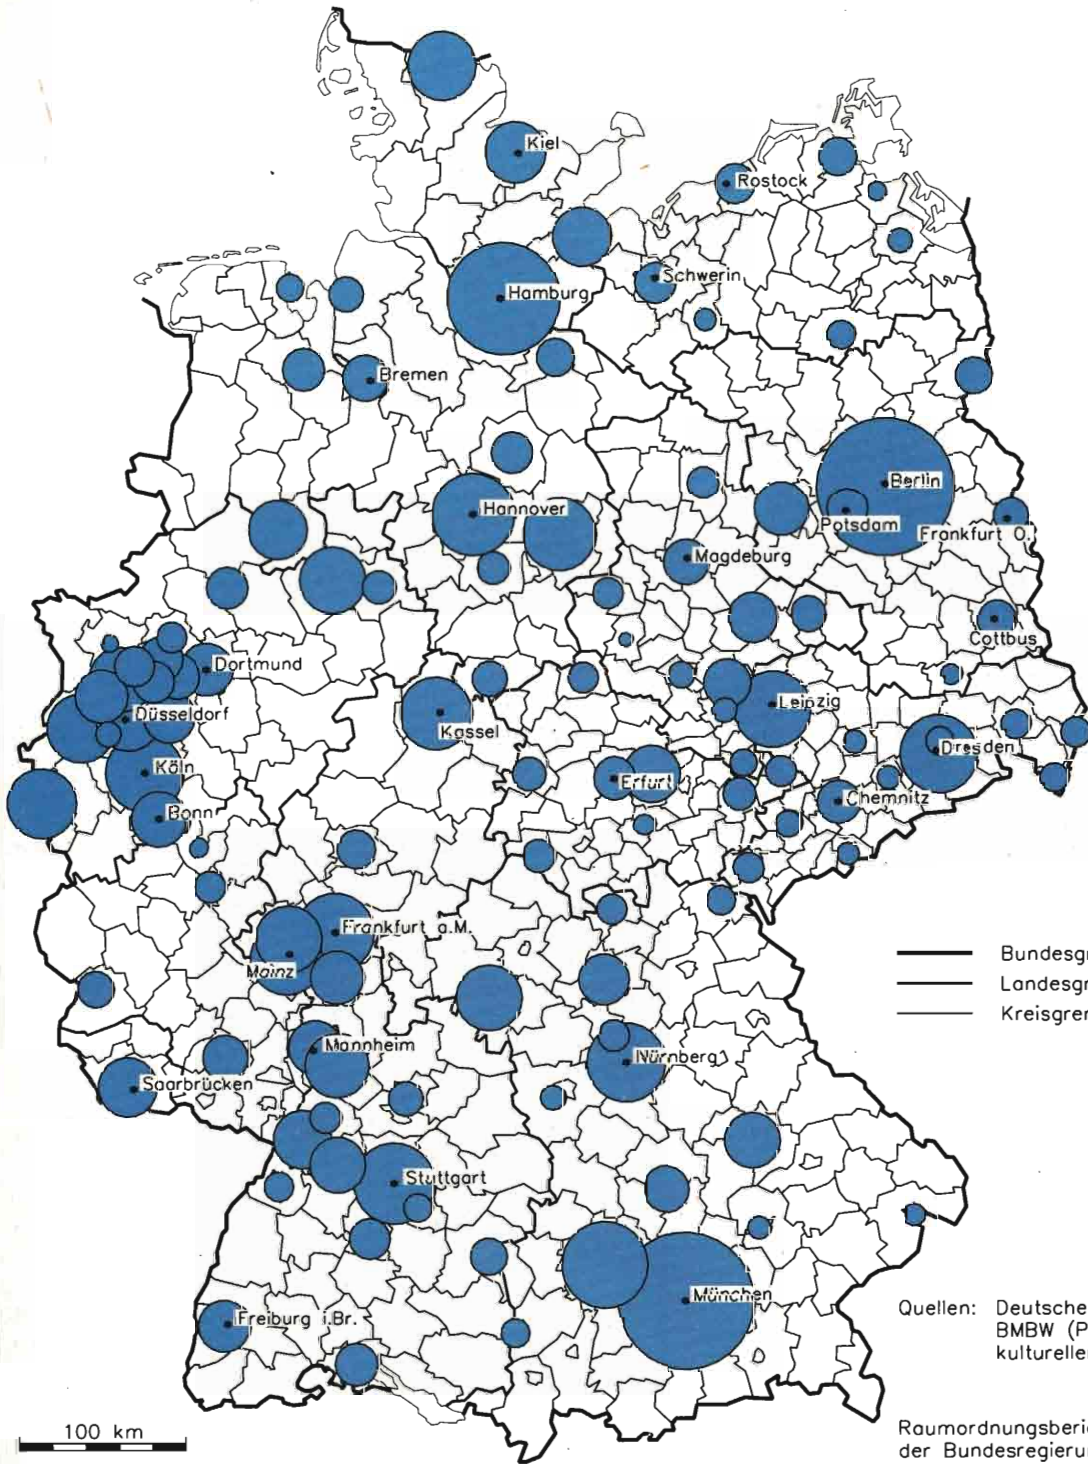 Kiel
Rostock
Schwerin
Hamburg
Bremen
Berlin
Hannover
Potsdam
Frankfurt O.
Magdeburg
Cottbus
Dortmund
Leipzig
Düsseldorf
Kassel
Dresden
Köln
Erfurt
Chemnitz
Bonn
Frankfurt a.M.
Mainz
Bundesgr
Landesgr
Kreisgren
Mannheim
Nürnberg
Saarbrücken
Stuttgart
München
Freiburg i.Br.
Quellen: Deutsche
BMBW (P
kulturelle
100 km
Raumordnungsberi
der Bundesregieru